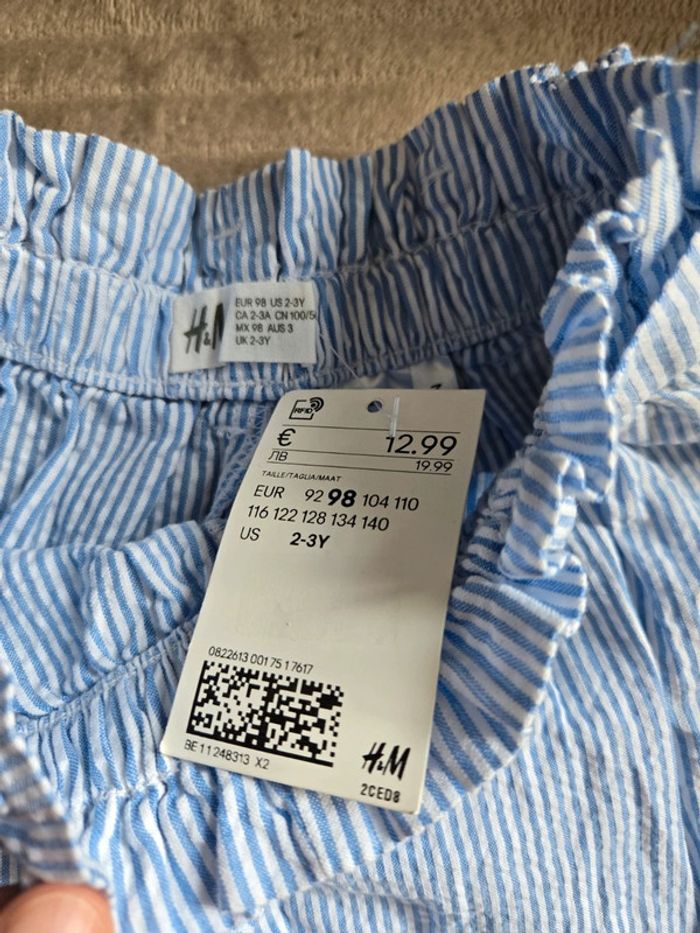 H&M
EUR 98 US 2-3Y
CA 2-3A CN 100/5
MX 98 AUS 3
UK 2-3Y
RFID
€ 12.99
ЛВ 19.99
TAILLE/TAGLIA/MAAT
EUR 92 98 104 110
116 122 128 134 140
US 2-3Y
0822613 001 75 1 7617
BE 11248313 X2
H&M
2CED8